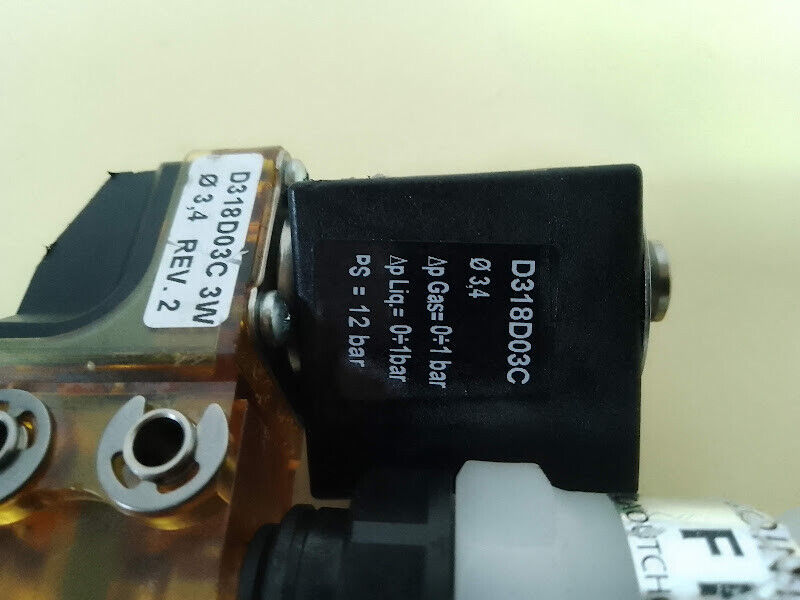 D318D03C 3W
Ø 3,4 REV. 2
D318D03C
Ø 3,4
Δp Gas= 0÷1 bar
Δp Liq.= 0÷1bar
PS = 12 bar